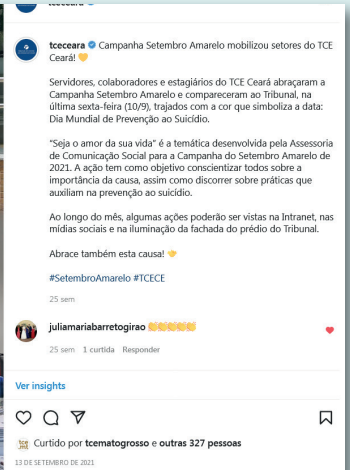 tceceara Campanha Setembro Amarelo mobilizou setores do TCE
Ceará! 💛
Servidores, colaboradores e estagiários do TCE Ceará abraçaram a
Campanha Setembro Amarelo e compareceram ao Tribunal, na
última sexta-feira (10/9), trajados com a cor que simboliza a data:
Dia Mundial de Prevenção ao Suicídio.
"Seja o amor da sua vida" é a temática desenvolvida pela Assessoria
de Comunicação Social para a Campanha do Setembro Amarelo de
2021. A ação tem como objetivo conscientizar todos sobre a
importância da causa, assim como discorrer sobre práticas que
auxiliam na prevenção ao suicídio.
Ao longo do mês, algumas ações poderão ser vistas na Intranet, nas
mídias sociais e na iluminação da fachada do prédio do Tribunal.
Abrace também esta causa!
#SetembroAmarelo #TCECE
25 sem
juliamariabarretogirao 👏👏👏👏👏
25 sem 1 curtida Responder
Ver insights
Curtido por tcematogrosso e outras 327 pessoas
13 DE SETEMBRO DE 2021